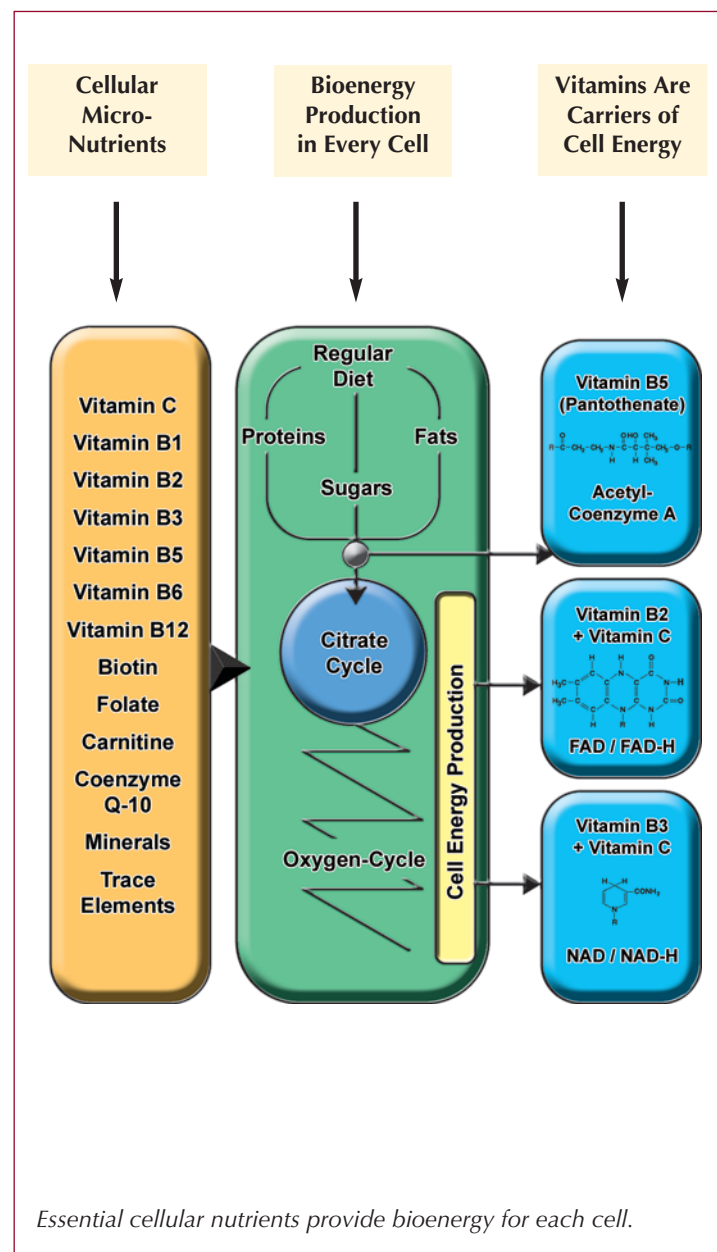 Cellular
Micro-
Nutrients
Bioenergy
Production
in Every Cell
Vitamins Are
Carriers of
Cell Energy
Vitamin C
Vitamin B1
Vitamin B2
Vitamin B3
Vitamin B5
Vitamin B6
Vitamin B12
Biotin
Folate
Carnitine
Coenzyme
Q-10
Minerals
Trace
Elements
Regular
Diet
Proteins
Fats
Sugars
Citrate
Cycle
Oxygen-Cycle
Cell Energy Production
Vitamin B5
(Pantothenate)
Acetyl-
Coenzyme A
Vitamin B2
+ Vitamin C
FAD / FAD-H
Vitamin B3
+ Vitamin C
NAD / NAD-H
Essential cellular nutrients provide bioenergy for each cell.